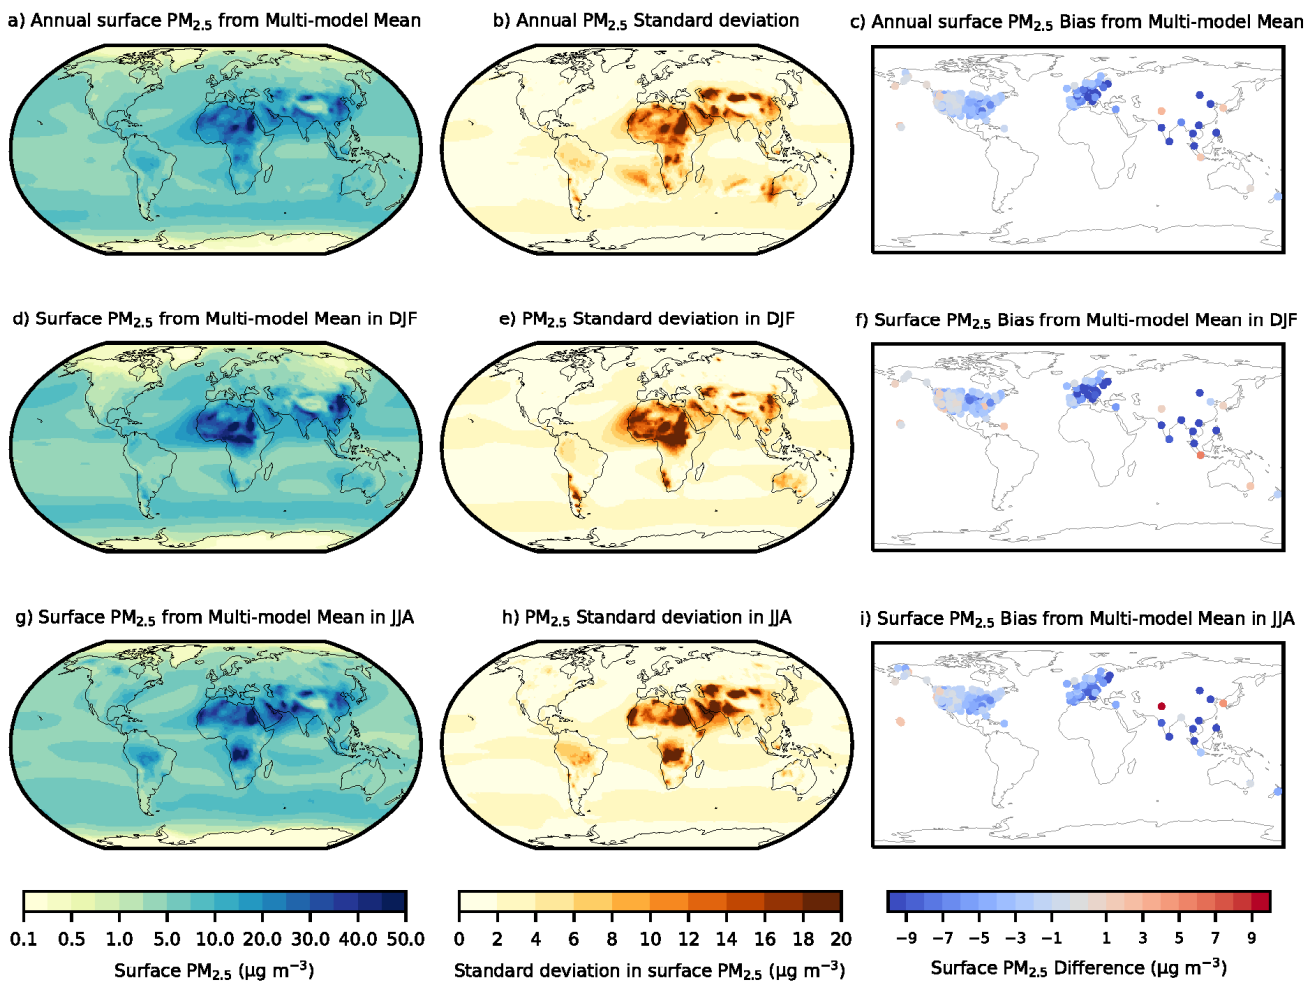 a) Annual surface PM2.5 from Multi-model Mean
b) Annual PM2.5 Standard deviation
c) Annual surface PM2.5 Bias from Multi-model Mean
d) Surface PM2.5 from Multi-model Mean in DJF
e) PM2.5 Standard deviation in DJF
f) Surface PM2.5 Bias from Multi-model Mean in DJF
g) Surface PM2.5 from Multi-model Mean in JJA
h) PM2.5 Standard deviation in JJA
i) Surface PM2.5 Bias from Multi-model Mean in JJA
0.1 0.5 1.0 5.0 10.0 20.0 30.0 40.0 50.0
Surface PM2.5 (μg m−3)
0 2 4 6 8 10 12 14 16 18 20
Standard deviation in surface PM2.5 (μg m−3)
−9 −7 −5 −3 −1 1 3 5 7 9
Surface PM2.5 Difference (μg m−3)